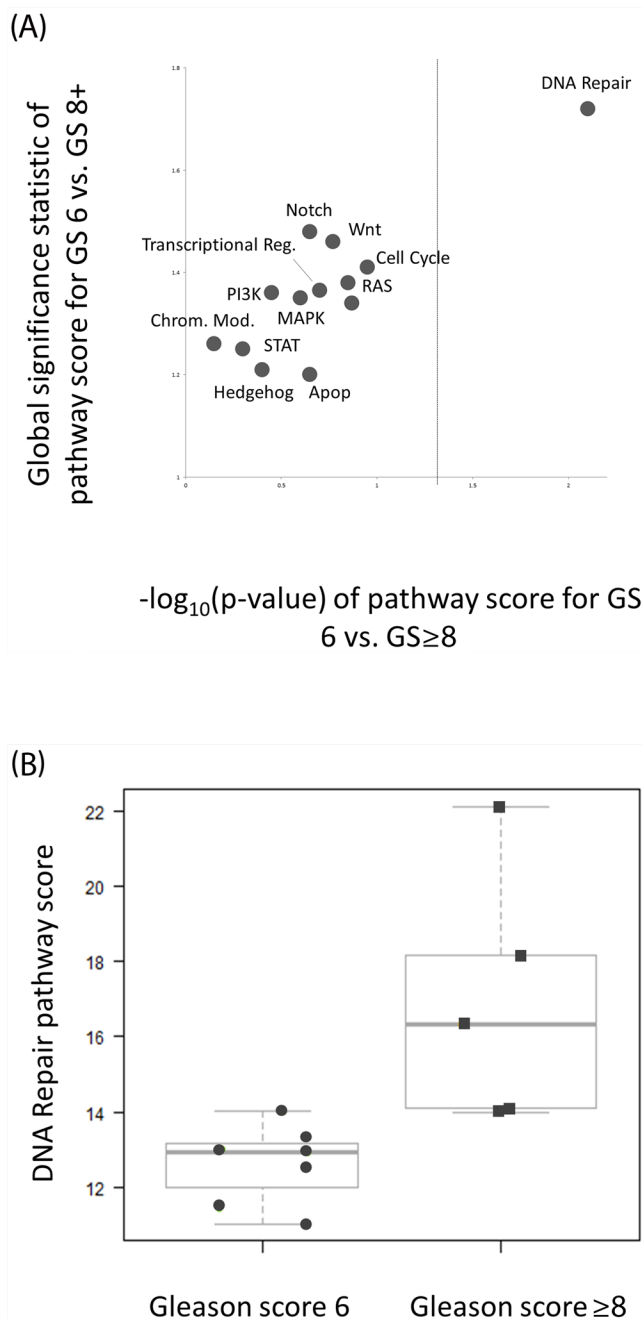 (A)
Global significance statistic of
pathway score for GS 6 vs. GS 8+
1.8
1.6
1.4
1.2
1
0
0.5
1
1.5
2
DNA Repair
Notch
Wnt
Transcriptional Reg.
Cell Cycle
RAS
PI3K
MAPK
Chrom. Mod.
STAT
Hedgehog
Apop
-log10(p-value) of pathway score for GS
6 vs. GS≥8
(B)
DNA Repair pathway score
22
20
18
16
14
12
Gleason score 6
Gleason score ≥8